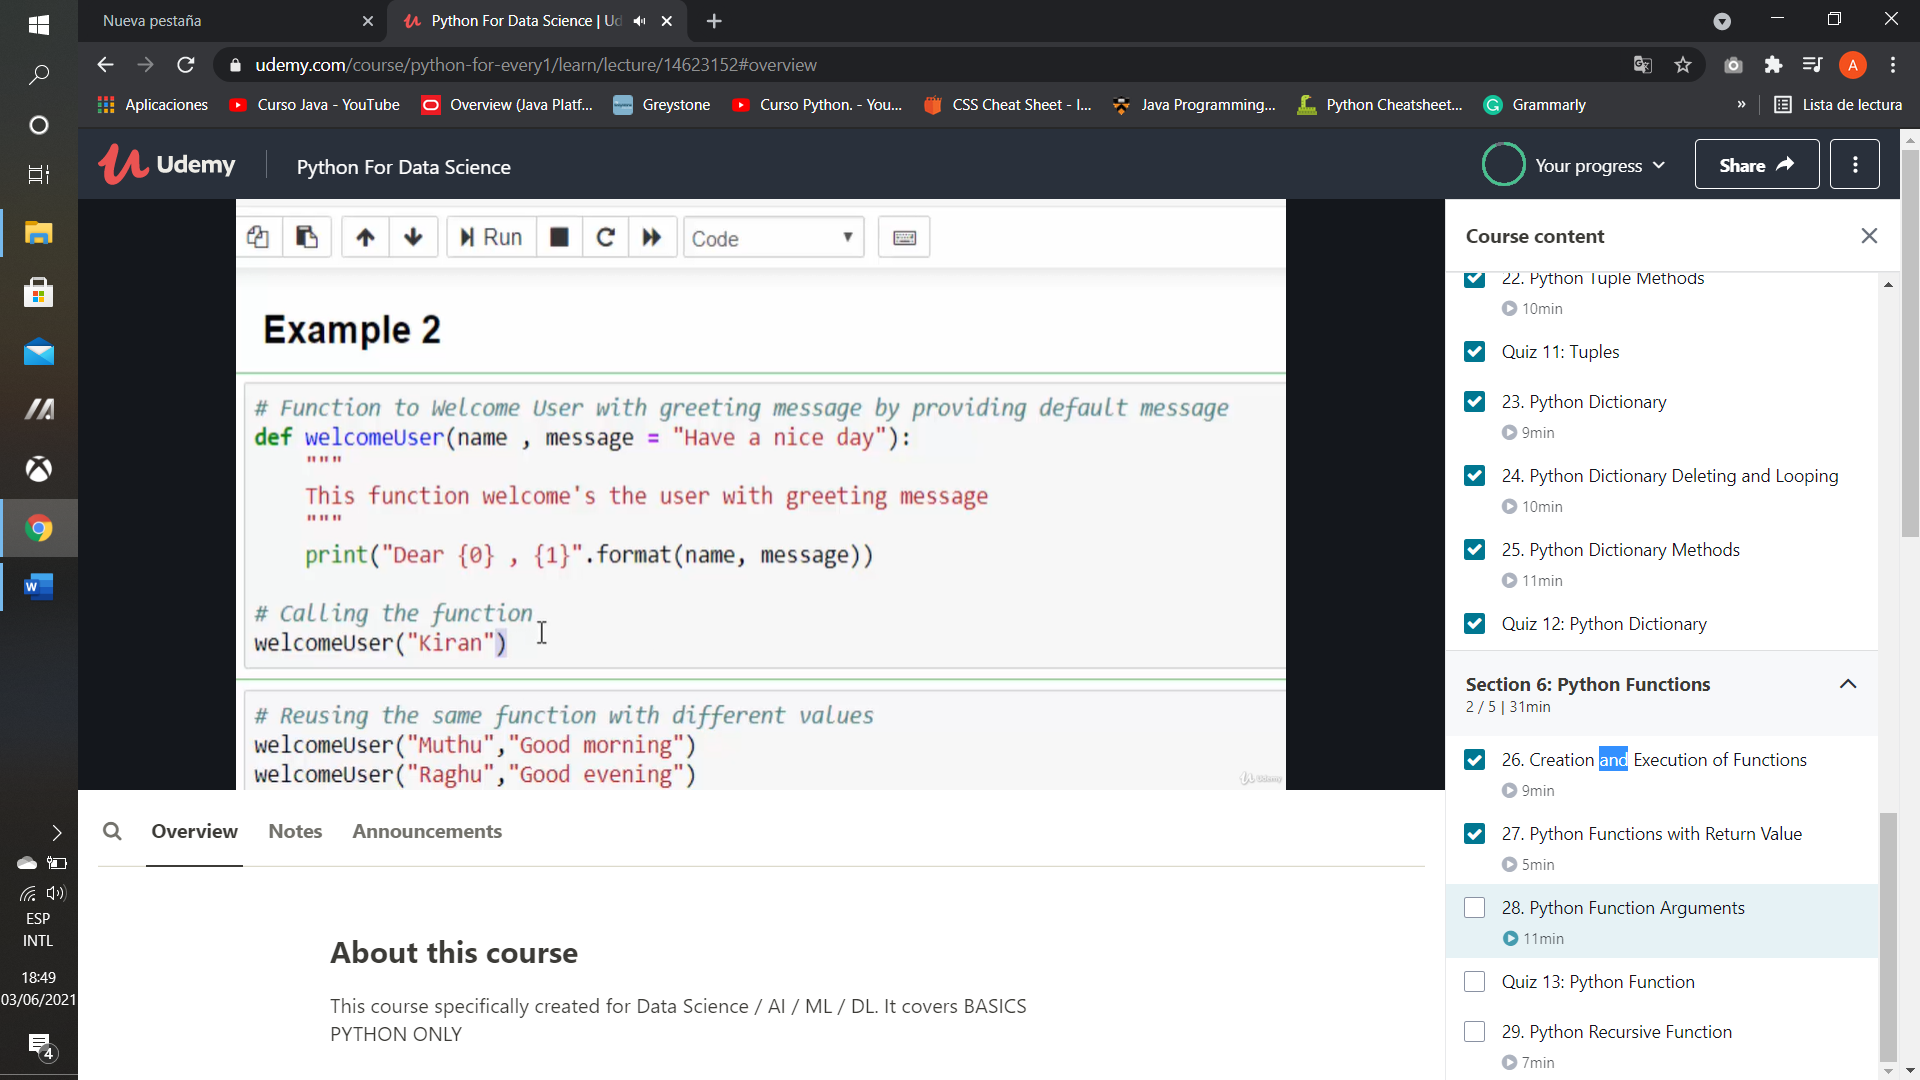 Nueva pestaña
Python For Data Science | Ud
udemy.com/course/python-for-every1/learn/lecture/14623152#overview
A
Aplicaciones
Curso Java - YouTube
Overview (Java Platf...
Greystone
Curso Python. - You...
CSS Cheat Sheet - I...
Java Programming...
Python Cheatsheet...
Grammarly
»
Lista de lectura
Udemy
Python For Data Science
Your progress
Share
Run
Code
Example 2
# Function to Welcome User with greeting message by providing default message
def welcomeUser(name , message = "Have a nice day"):
"""
This function welcome's the user with greeting message
"""
print("Dear {0} , {1}".format(name, message))
# Calling the function
welcomeUser("Kiran")
# Reusing the same function with different values
welcomeUser("Muthu","Good morning")
welcomeUser("Raghu","Good evening")
Udemy
Course content
22. Python Tuple Methods
10min
Quiz 11: Tuples
23. Python Dictionary
9min
24. Python Dictionary Deleting and Looping
10min
25. Python Dictionary Methods
11min
Quiz 12: Python Dictionary
Section 6: Python Functions
2 / 5 | 31min
26. Creation and Execution of Functions
9min
27. Python Functions with Return Value
5min
28. Python Function Arguments
11min
Quiz 13: Python Function
29. Python Recursive Function
7min
Overview
Notes
Announcements
About this course
This course specifically created for Data Science / AI / ML / DL. It covers BASICS
PYTHON ONLY
ESP
INTL
18:49
03/06/2021
4